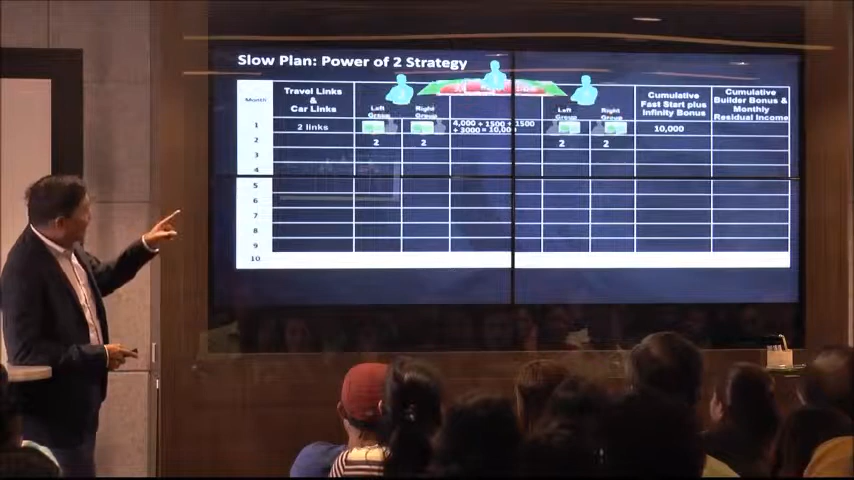 Slow Plan: Power of 2 Strategy
Month
Travel Links
&
Car Links
Left
Group
Right
Group
Left
Group
Right
Group
Cumulative
Fast Start plus
Infinity Bonus
Cumulative
Builder Bonus &
Monthly
Residual Income
1 2 links 4,000 + 1500 + 1500
+ 3000 = 10,000 10,000
2 2 2 2 2
3
4
5
6
7
8
9
10